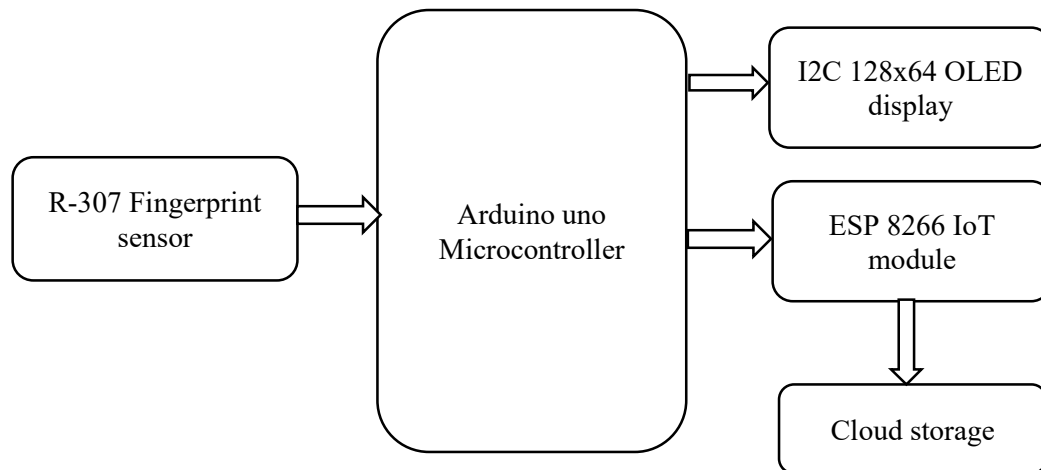 R-307 Fingerprint
sensor
Arduino uno
Microcontroller
I2C 128x64 OLED
display
ESP 8266 IoT
module
Cloud storage